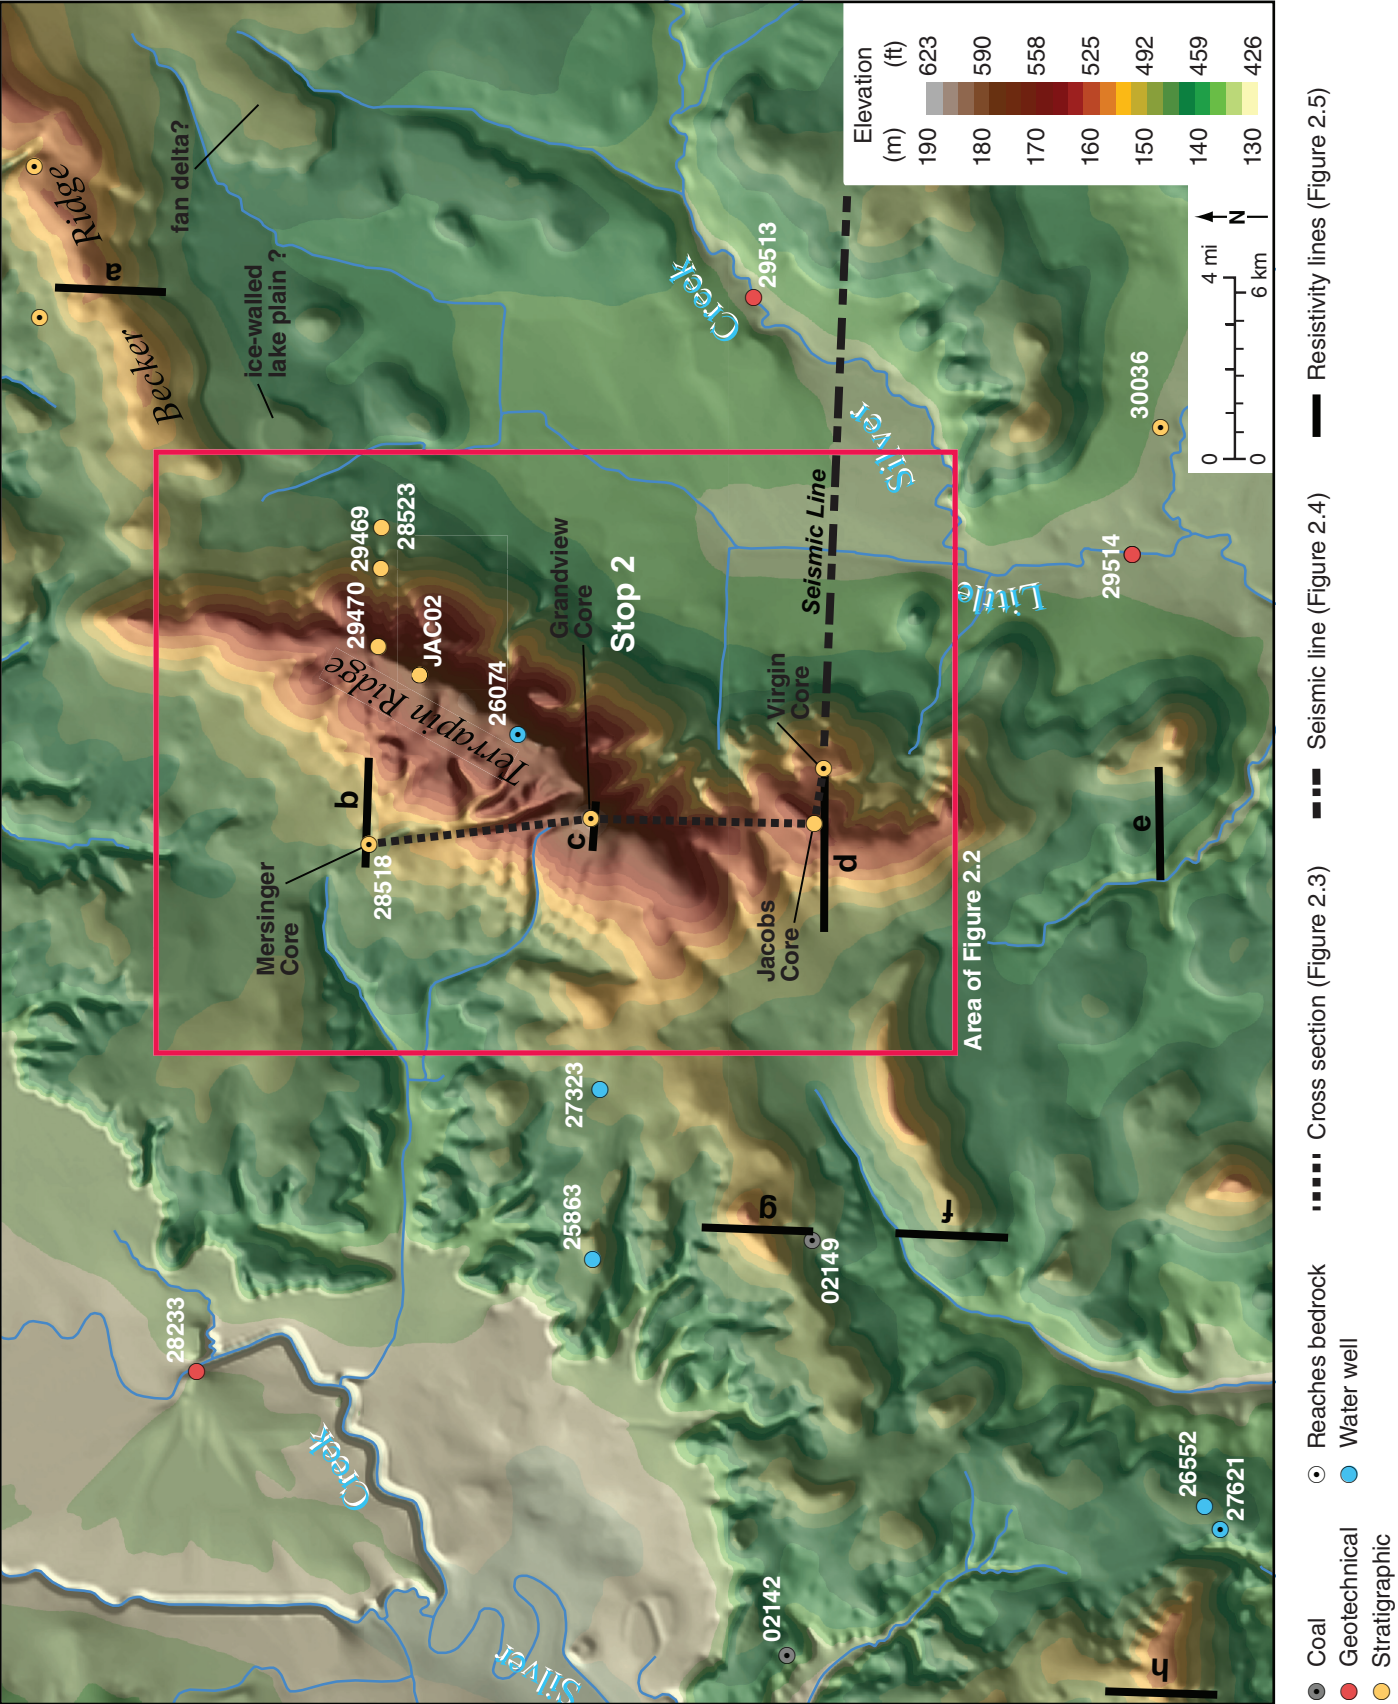 Becker
Ridge
a
fan delta?
ice-walled
lake plain ?
28233
Creek
Silver
Mersinger
Core
28518
b
29470
29469
28523
JAC02
Terrapin Ridge
26074
Grandview
Core
Stop 2
c
27323
25863
Creek
29513
Silver
Little
Seismic Line
Virgin
Core
Jacobs
Core
d
g
02149
f
02142
Area of Figure 2.2
e
29514
30036
26552
27621
h
Elevation
(m) (ft)
190 623
180 590
170 558
160 525
150 492
140 459
130 426
N
0 4 mi
0 6 km
Coal
Geotechnical
Stratigraphic
Reaches bedrock
Water well
Cross section (Figure 2.3)
Seismic line (Figure 2.4)
Resistivity lines (Figure 2.5)